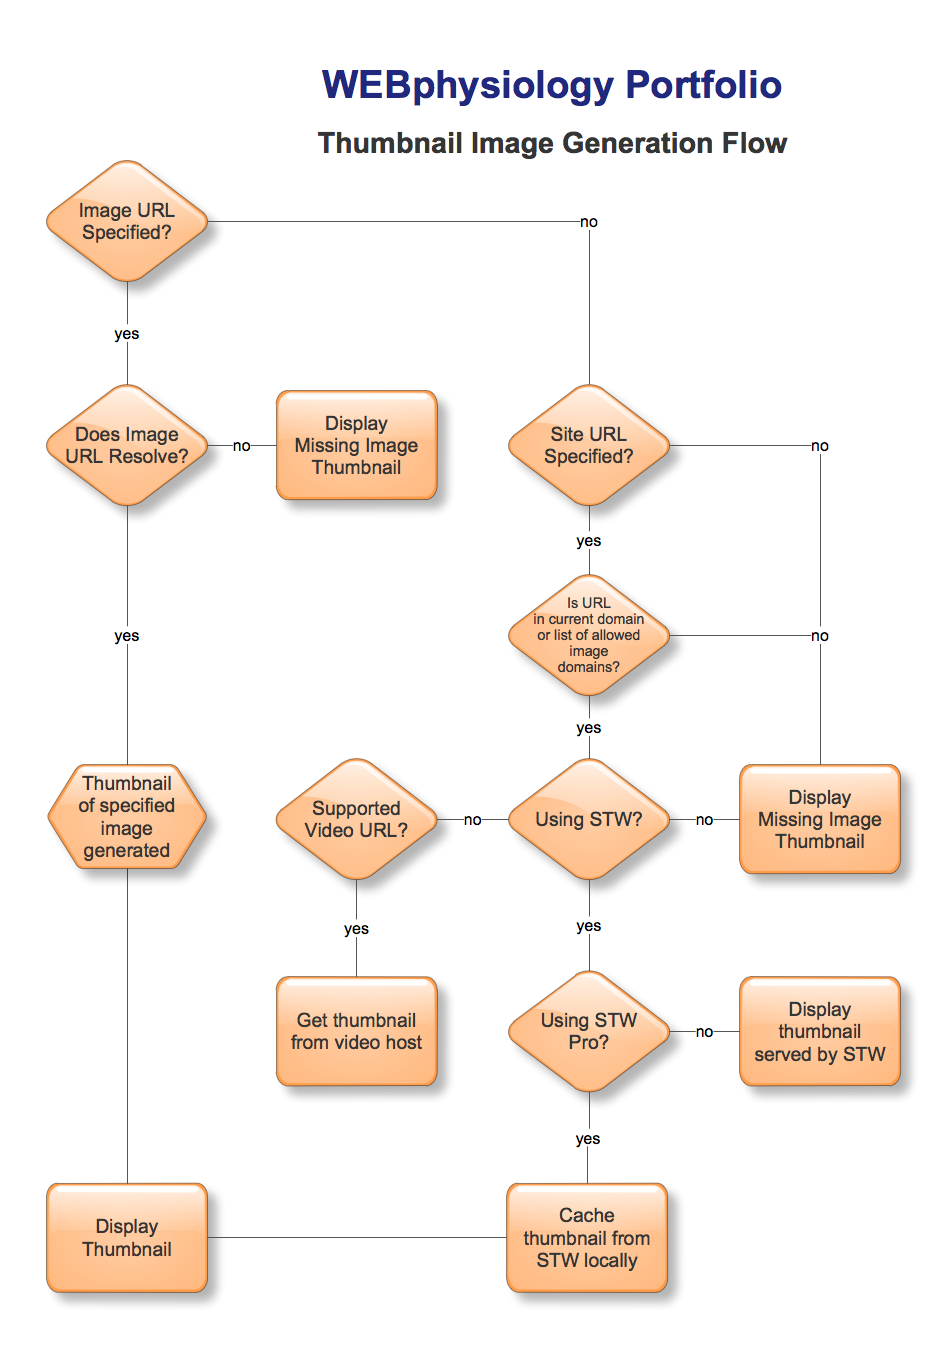 WEBphysiology Portfolio
Thumbnail Image Generation Flow
Image URL
Specified?
no
yes
Does Image
URL Resolve?
no
Display
Missing Image
Thumbnail
Site URL
Specified?
no
yes
yes
Is URL
in current domain
or list of allowed
image
domains?
no
yes
Thumbnail
of specified
image
generated
Supported
Video URL?
no
Using STW?
no
Display
Missing Image
Thumbnail
yes
yes
Get thumbnail
from video host
Using STW
Pro?
no
Display
thumbnail
served by STW
yes
Display
Thumbnail
Cache
thumbnail from
STW locally